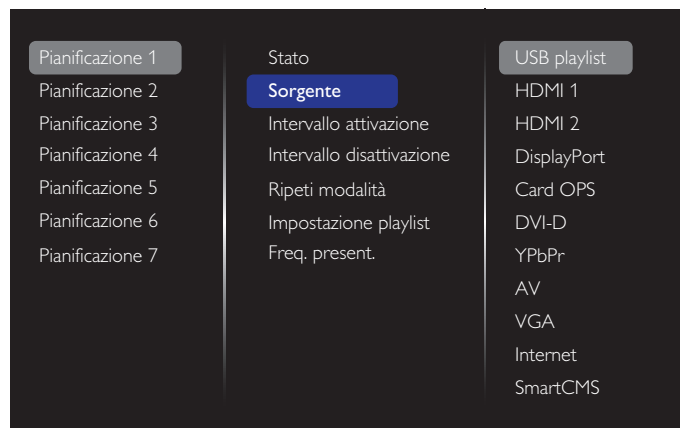 Pianificazione 1
Pianificazione 2
Pianificazione 3
Pianificazione 4
Pianificazione 5
Pianificazione 6
Pianificazione 7
Stato
Sorgente
Intervallo attivazione
Intervallo disattivazione
Ripeti modalità
Impostazione playlist
Freq. present.
USB playlist
HDMI 1
HDMI 2
DisplayPort
Card OPS
DVI-D
YPbPr
AV
VGA
Internet
SmartCMS